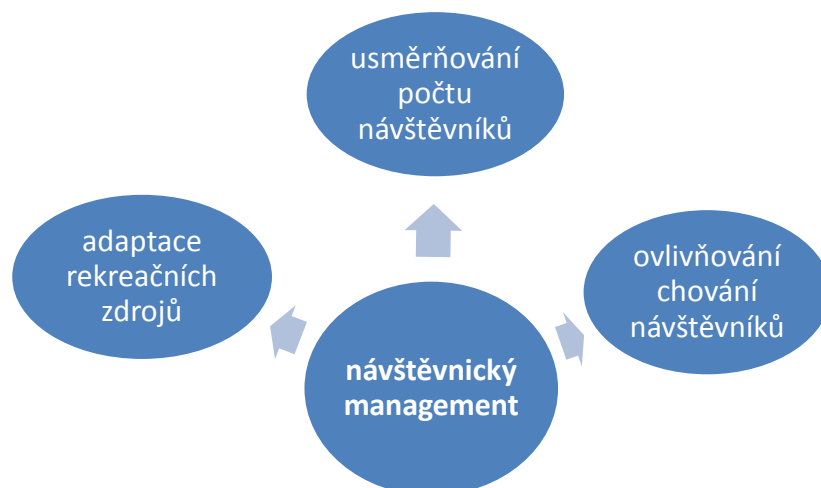 usměrňování
počtu
návštěvníků
adaptace
rekreačních
zdrojů
ovlivňování
chování
návštěvníků
návštěvnický
management